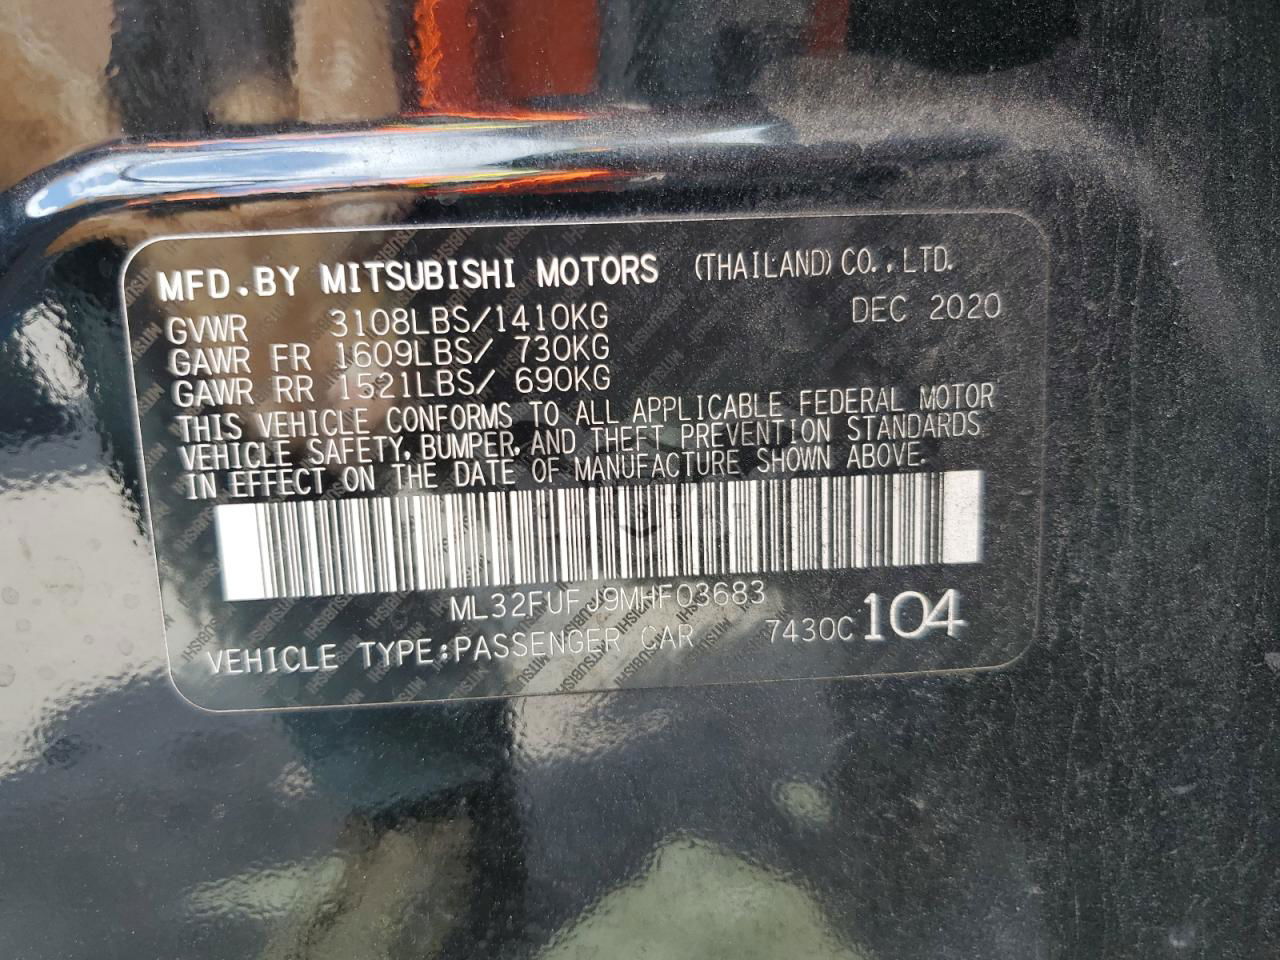 MFD.BY MITSUBISHI MOTORS (THAILAND) CO.,LTD.
GVWR 3108LBS/1410KG DEC 2020
GAWR FR 1609LBS/ 730KG
GAWR RR 1521LBS/ 690KG
THIS VEHICLE CONFORMS TO ALL APPLICABLE FEDERAL MOTOR
VEHICLE SAFETY, BUMPER, AND THEFT PREVENTION STANDARDS
IN EFFECT ON THE DATE OF MANUFACTURE SHOWN ABOVE.
ML32FUFJ9MHF03683
VEHICLE TYPE:PASSENGER CAR 7430C 104